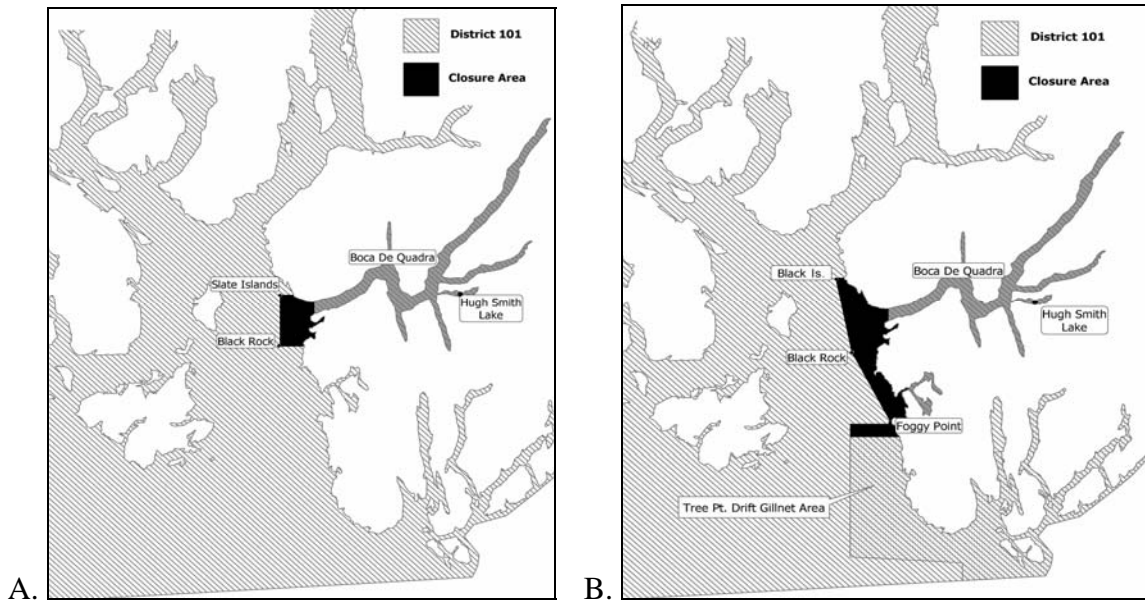 District 101
Closure Area
Boca De Quadra
Slate Islands
Hugh Smith
Lake
Black Rock
A.
District 101
Closure Area
Black Is.
Boca De Quadra
Hugh Smith
Lake
Black Rock
Foggy Point
Tree Pt. Drift Gillnet Area
B.